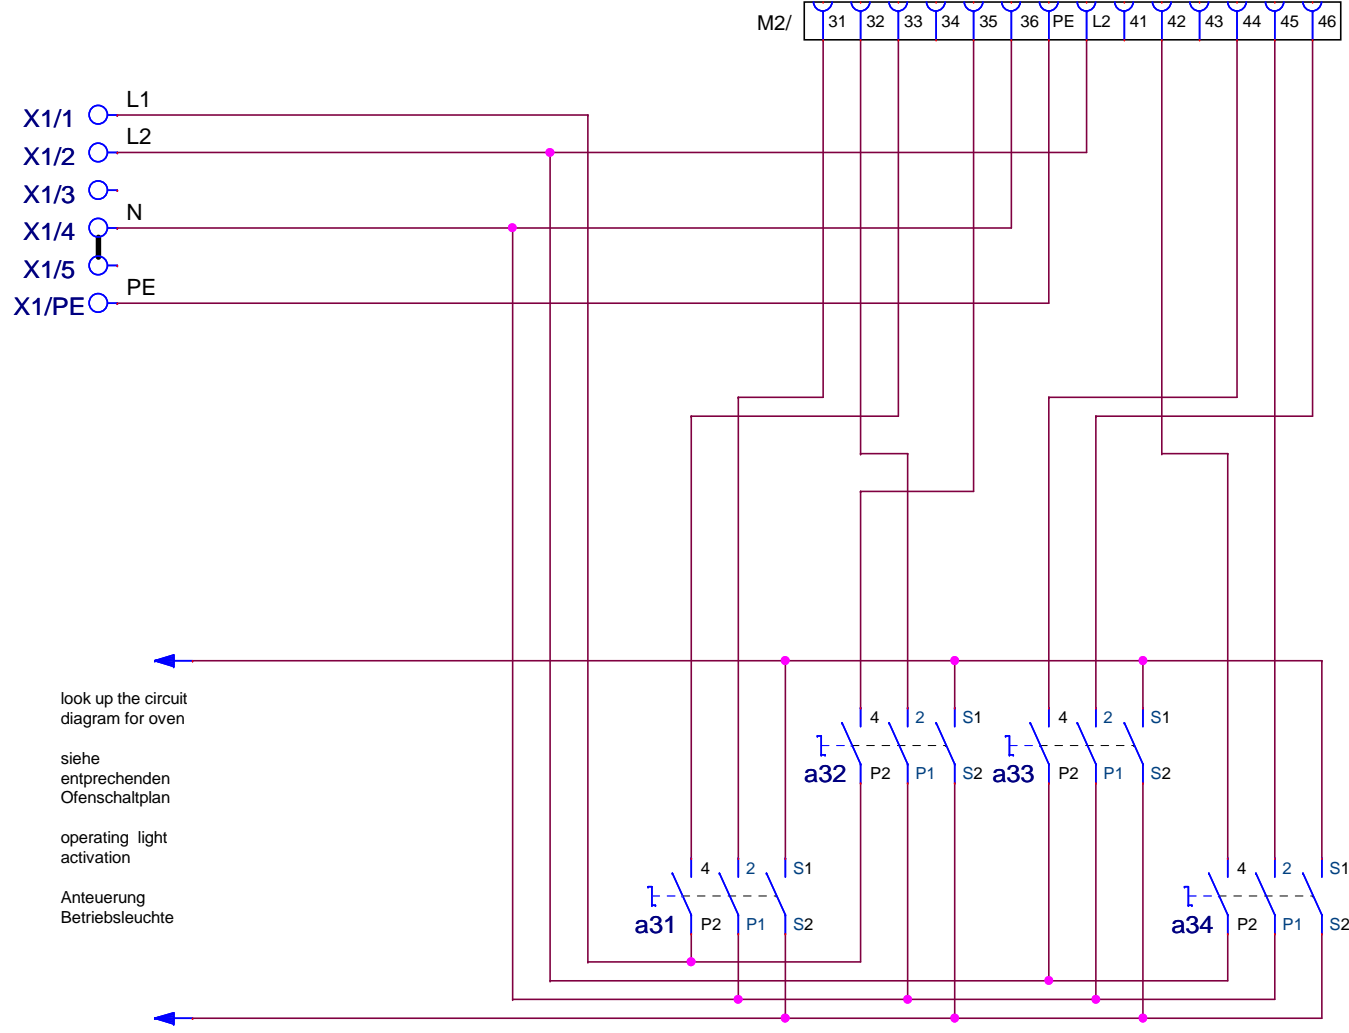 M2/ 31 32 33 34 35 36 PE L2 41 42 43 44 45 46
L1
X1/1
L2
X1/2
X1/3
N
X1/4
X1/5
PE
X1/PE
look up the circuit
diagram for oven
siehe
entprechenden
Ofenschaltplan
operating light
activation
Anteuerung
Betriebsleuchte
4 2 S1
a32 P2 P1 S2
4 2 S1
a33 P2 P1 S2
4 2 S1
a31 P2 P1 S2
4 2 S1
a34 P2 P1 S2